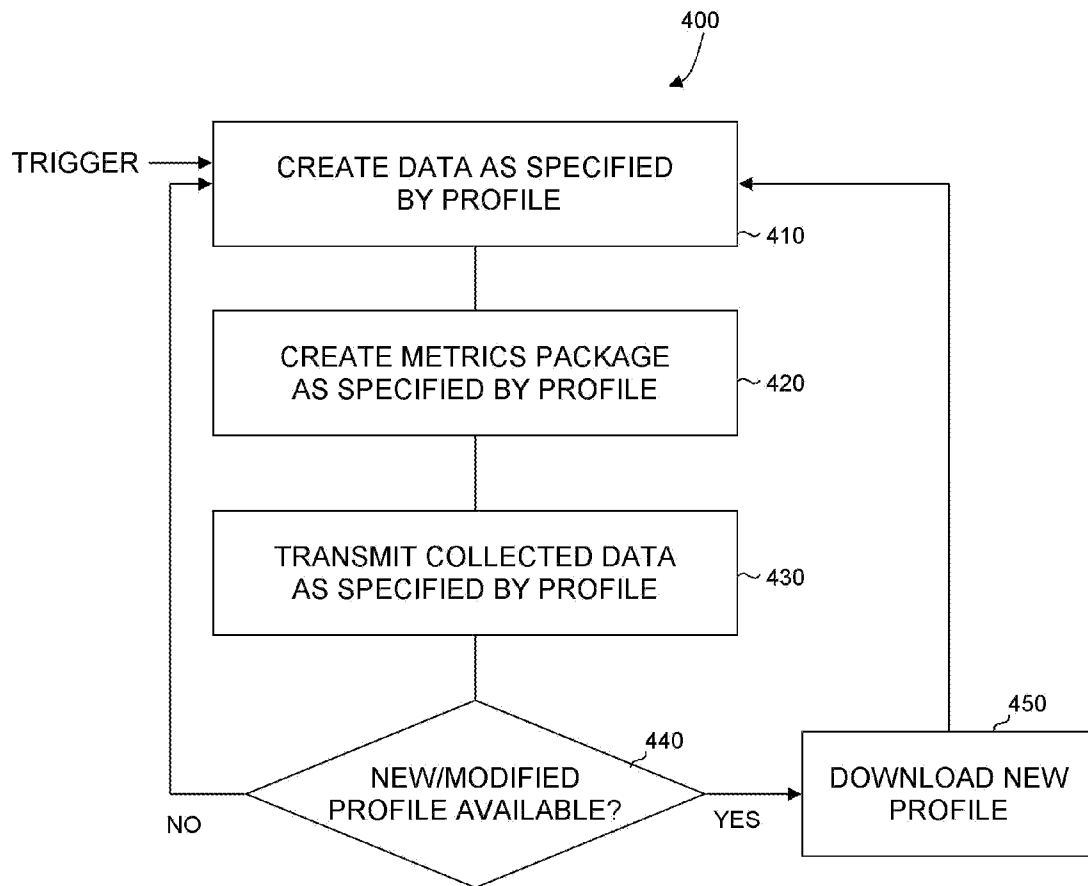 400
TRIGGER
CREATE DATA AS SPECIFIED
BY PROFILE
410
CREATE METRICS PACKAGE
AS SPECIFIED BY PROFILE
420
TRANSMIT COLLECTED DATA
AS SPECIFIED BY PROFILE
430
440
NEW/MODIFIED
PROFILE AVAILABLE?
NO
YES
450
DOWNLOAD NEW
PROFILE